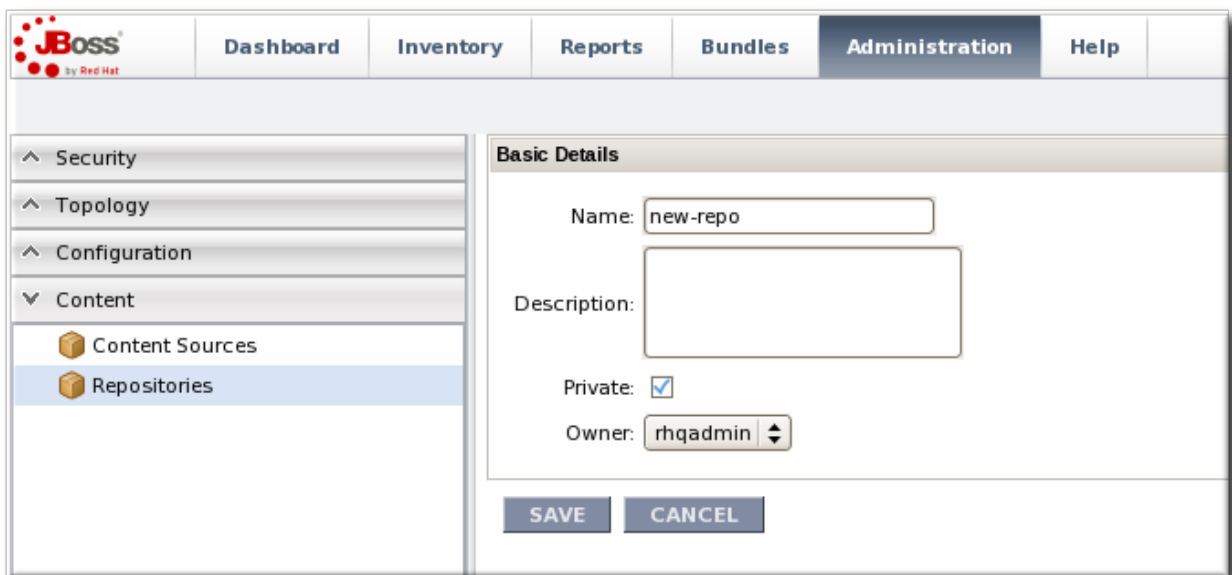 JBoss
by Red Hat
Dashboard Inventory Reports Bundles Administration Help
Security
Topology
Configuration
Content
Content Sources
Repositories
Basic Details
Name: new-repo
Description:
Private:
Owner: rhqadmin
SAVE CANCEL